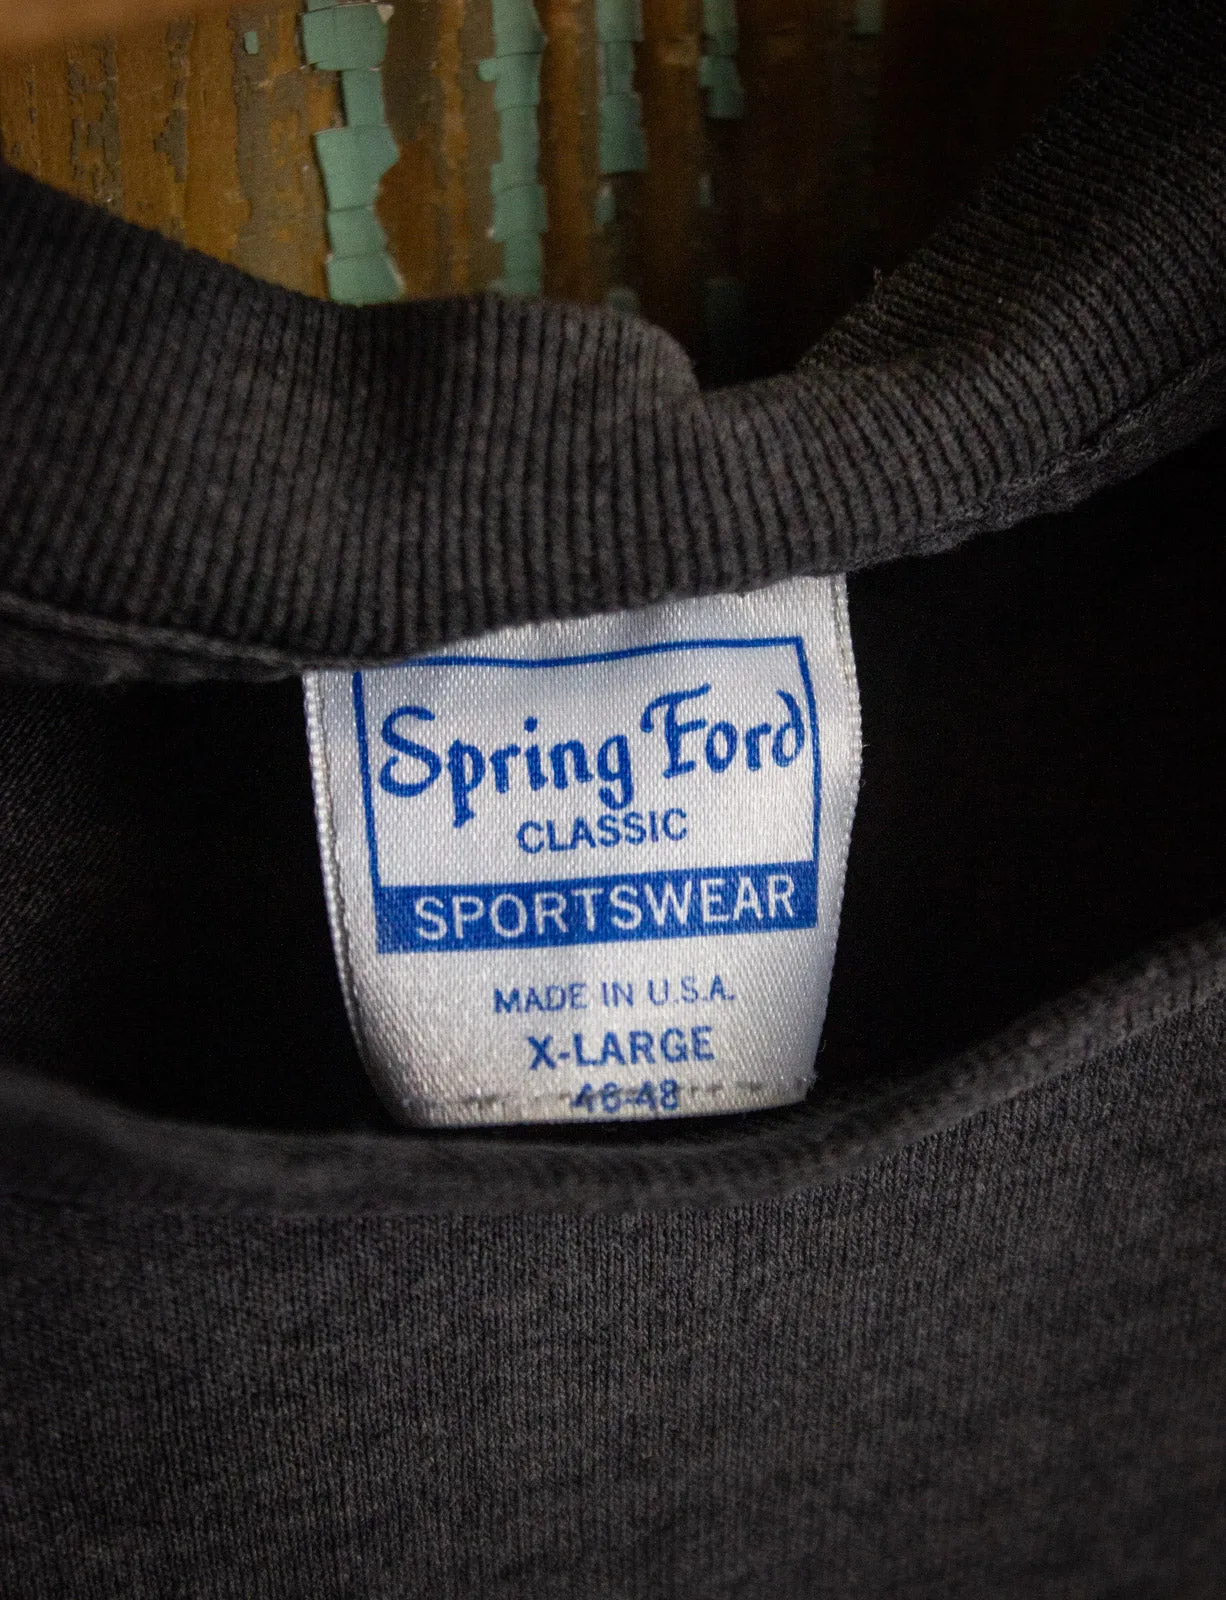 Spring Ford
CLASSIC
SPORTSWEAR
MADE IN U.S.A.
X-LARGE
46-48